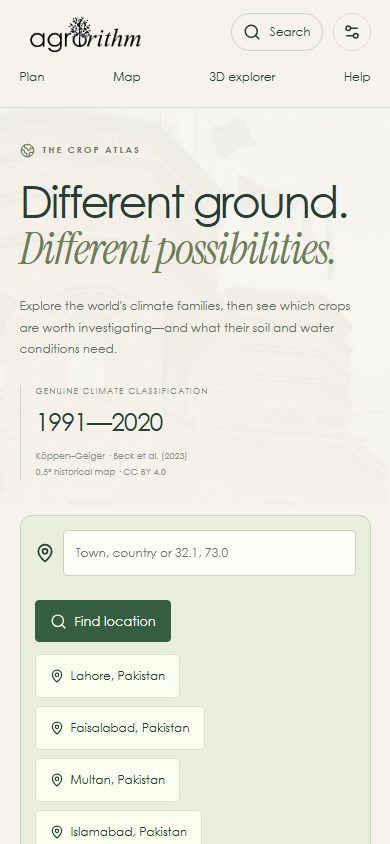 agrorithm
Search
Plan
Map
3D explorer
Help
THE CROP ATLAS
Different ground.
Different possibilities.
Explore the world's climate families, then see which crops
are worth investigating—and what their soil and water
conditions need.
GENUINE CLIMATE CLASSIFICATION
1991—2020
Köppen–Geiger · Beck et al. (2023)
0.5° historical map · CC BY 4.0
Town, country or 32.1, 73.0
Find location
Lahore, Pakistan
Faisalabad, Pakistan
Multan, Pakistan
Islamabad, Pakistan